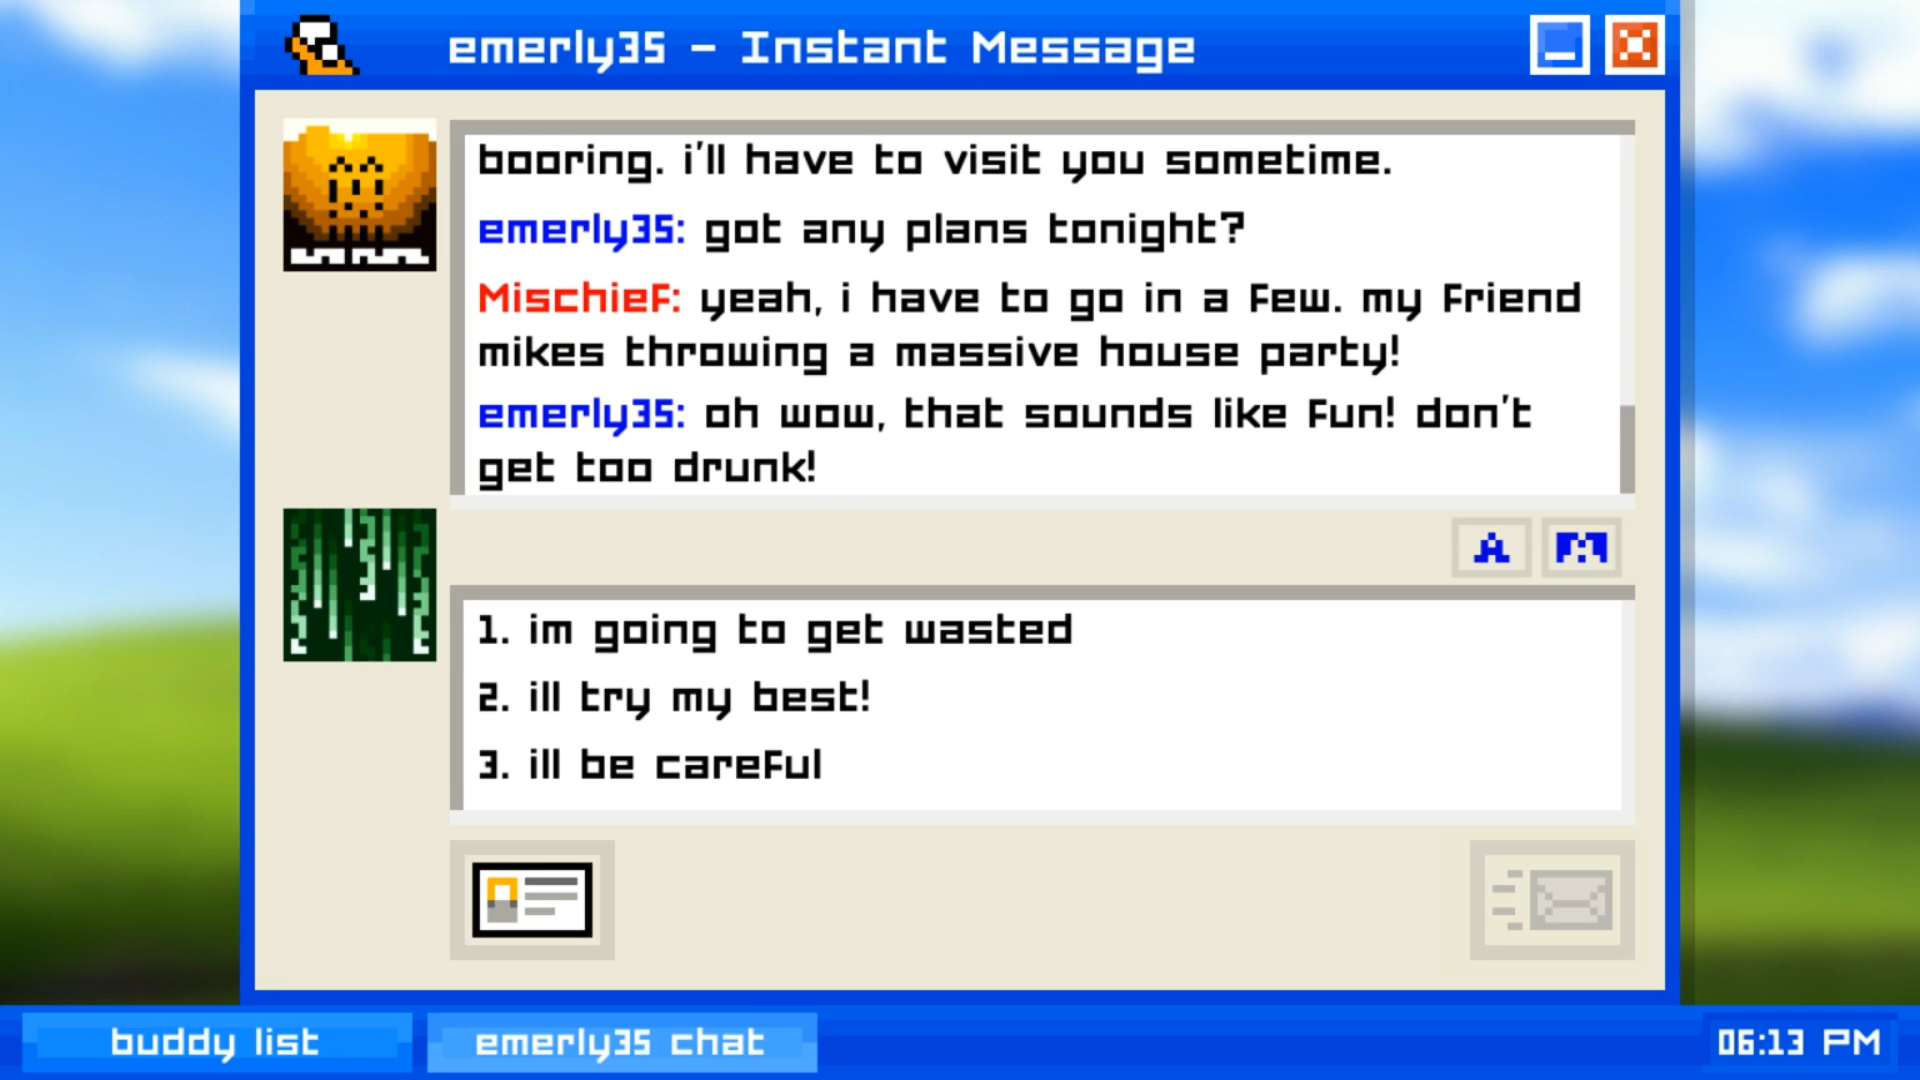 emerly35 - Instant Message
booring. i'll have to visit you sometime.
emerly35: got any plans tonight?
Mischief: yeah, i have to go in a few. my friend
mikes throwing a massive house party!
emerly35: oh wow, that sounds like fun! don't
get too drunk!
A
1. im going to get wasted
2. ill try my best!
3. ill be careful
buddy list
emerly35 chat
06:13 PM